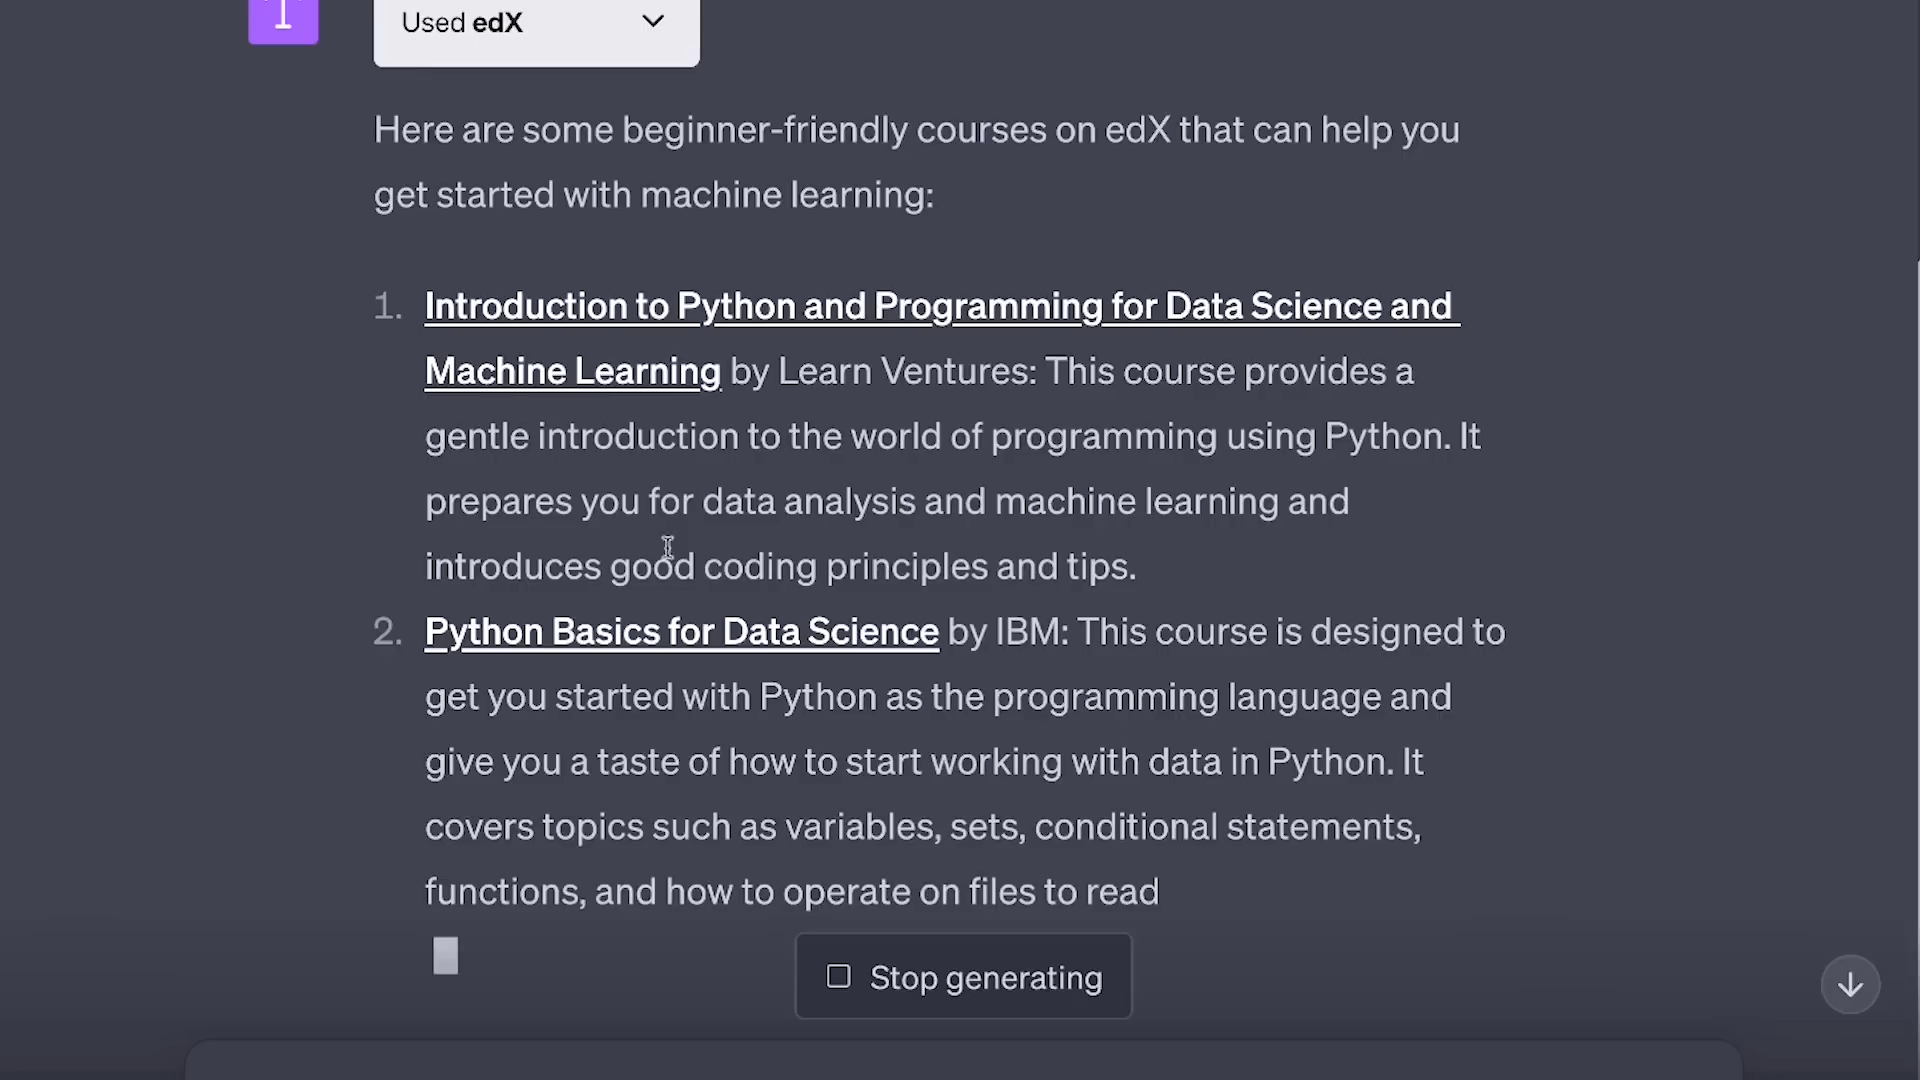 Used edX
Here are some beginner-friendly courses on edX that can help you
get started with machine learning:
1. Introduction to Python and Programming for Data Science and
Machine Learning by Learn Ventures: This course provides a
gentle introduction to the world of programming using Python. It
prepares you for data analysis and machine learning and
introduces good coding principles and tips.
2. Python Basics for Data Science by IBM: This course is designed to
get you started with Python as the programming language and
give you a taste of how to start working with data in Python. It
covers topics such as variables, sets, conditional statements,
functions, and how to operate on files to read
Stop generating